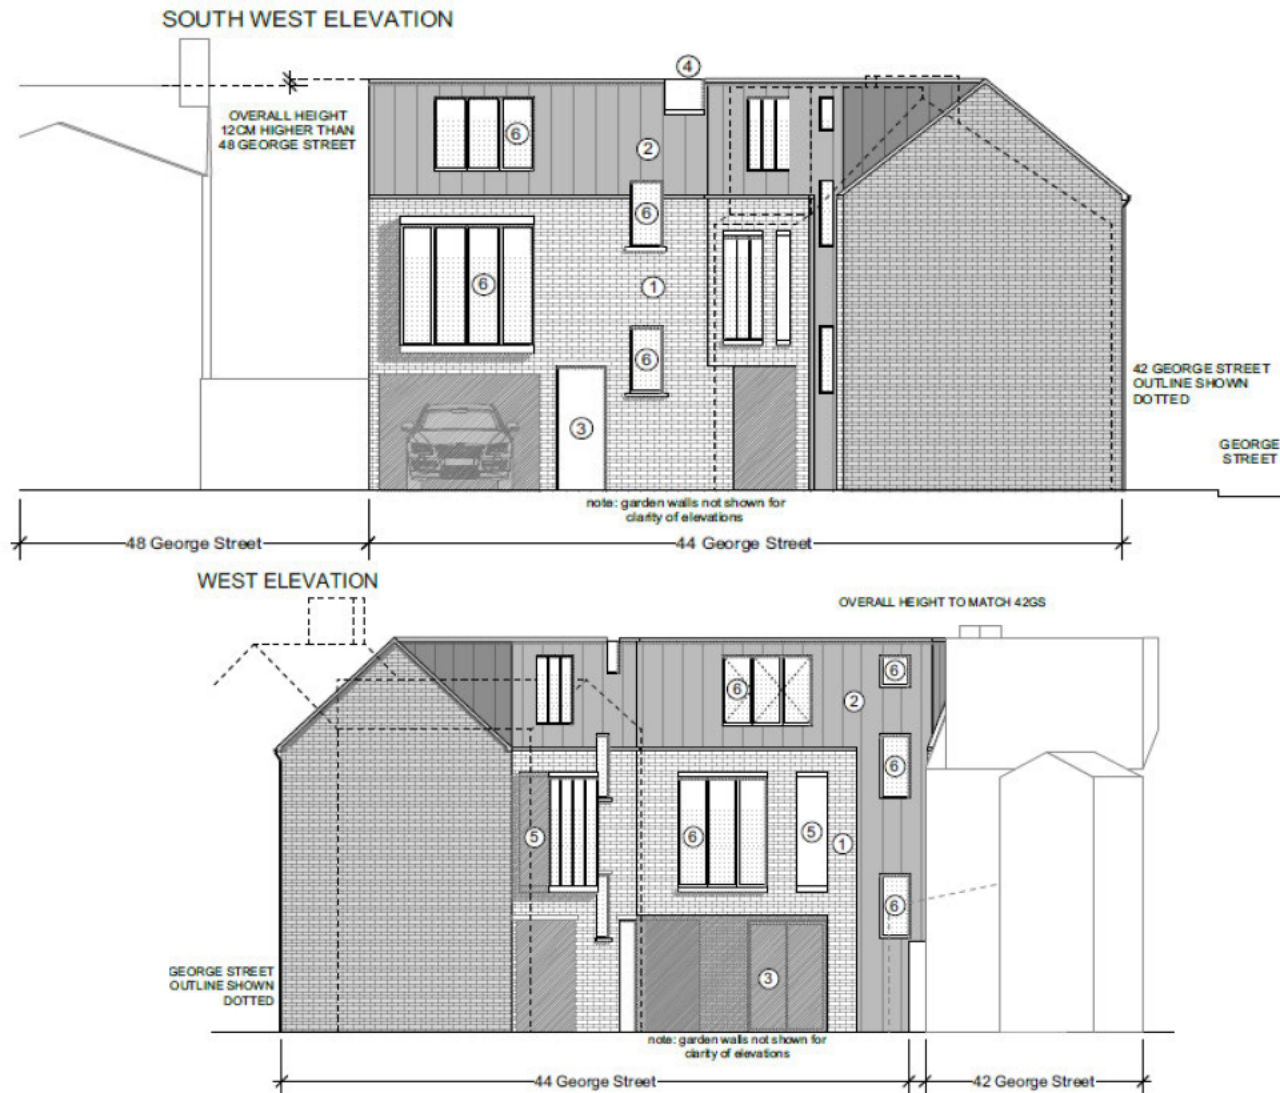 SOUTH WEST ELEVATION
4
OVERALL HEIGHT
12CM HIGHER THAN
48 GEORGE STREET
6
2
6
6
1
6
3
42 GEORGE STREET
OUTLINE SHOWN
DOTTED
GEORGE
STREET
note: garden walls not shown for
clarity of elevations
48 George Street
44 George Street
WEST ELEVATION
OVERALL HEIGHT TO MATCH 42GS
6
6
2
6
5
6
5
1
6
3
GEORGE STREET
OUTLINE SHOWN
DOTTED
note: garden walls not shown for
clarity of elevations
44 George Street
42 George Street